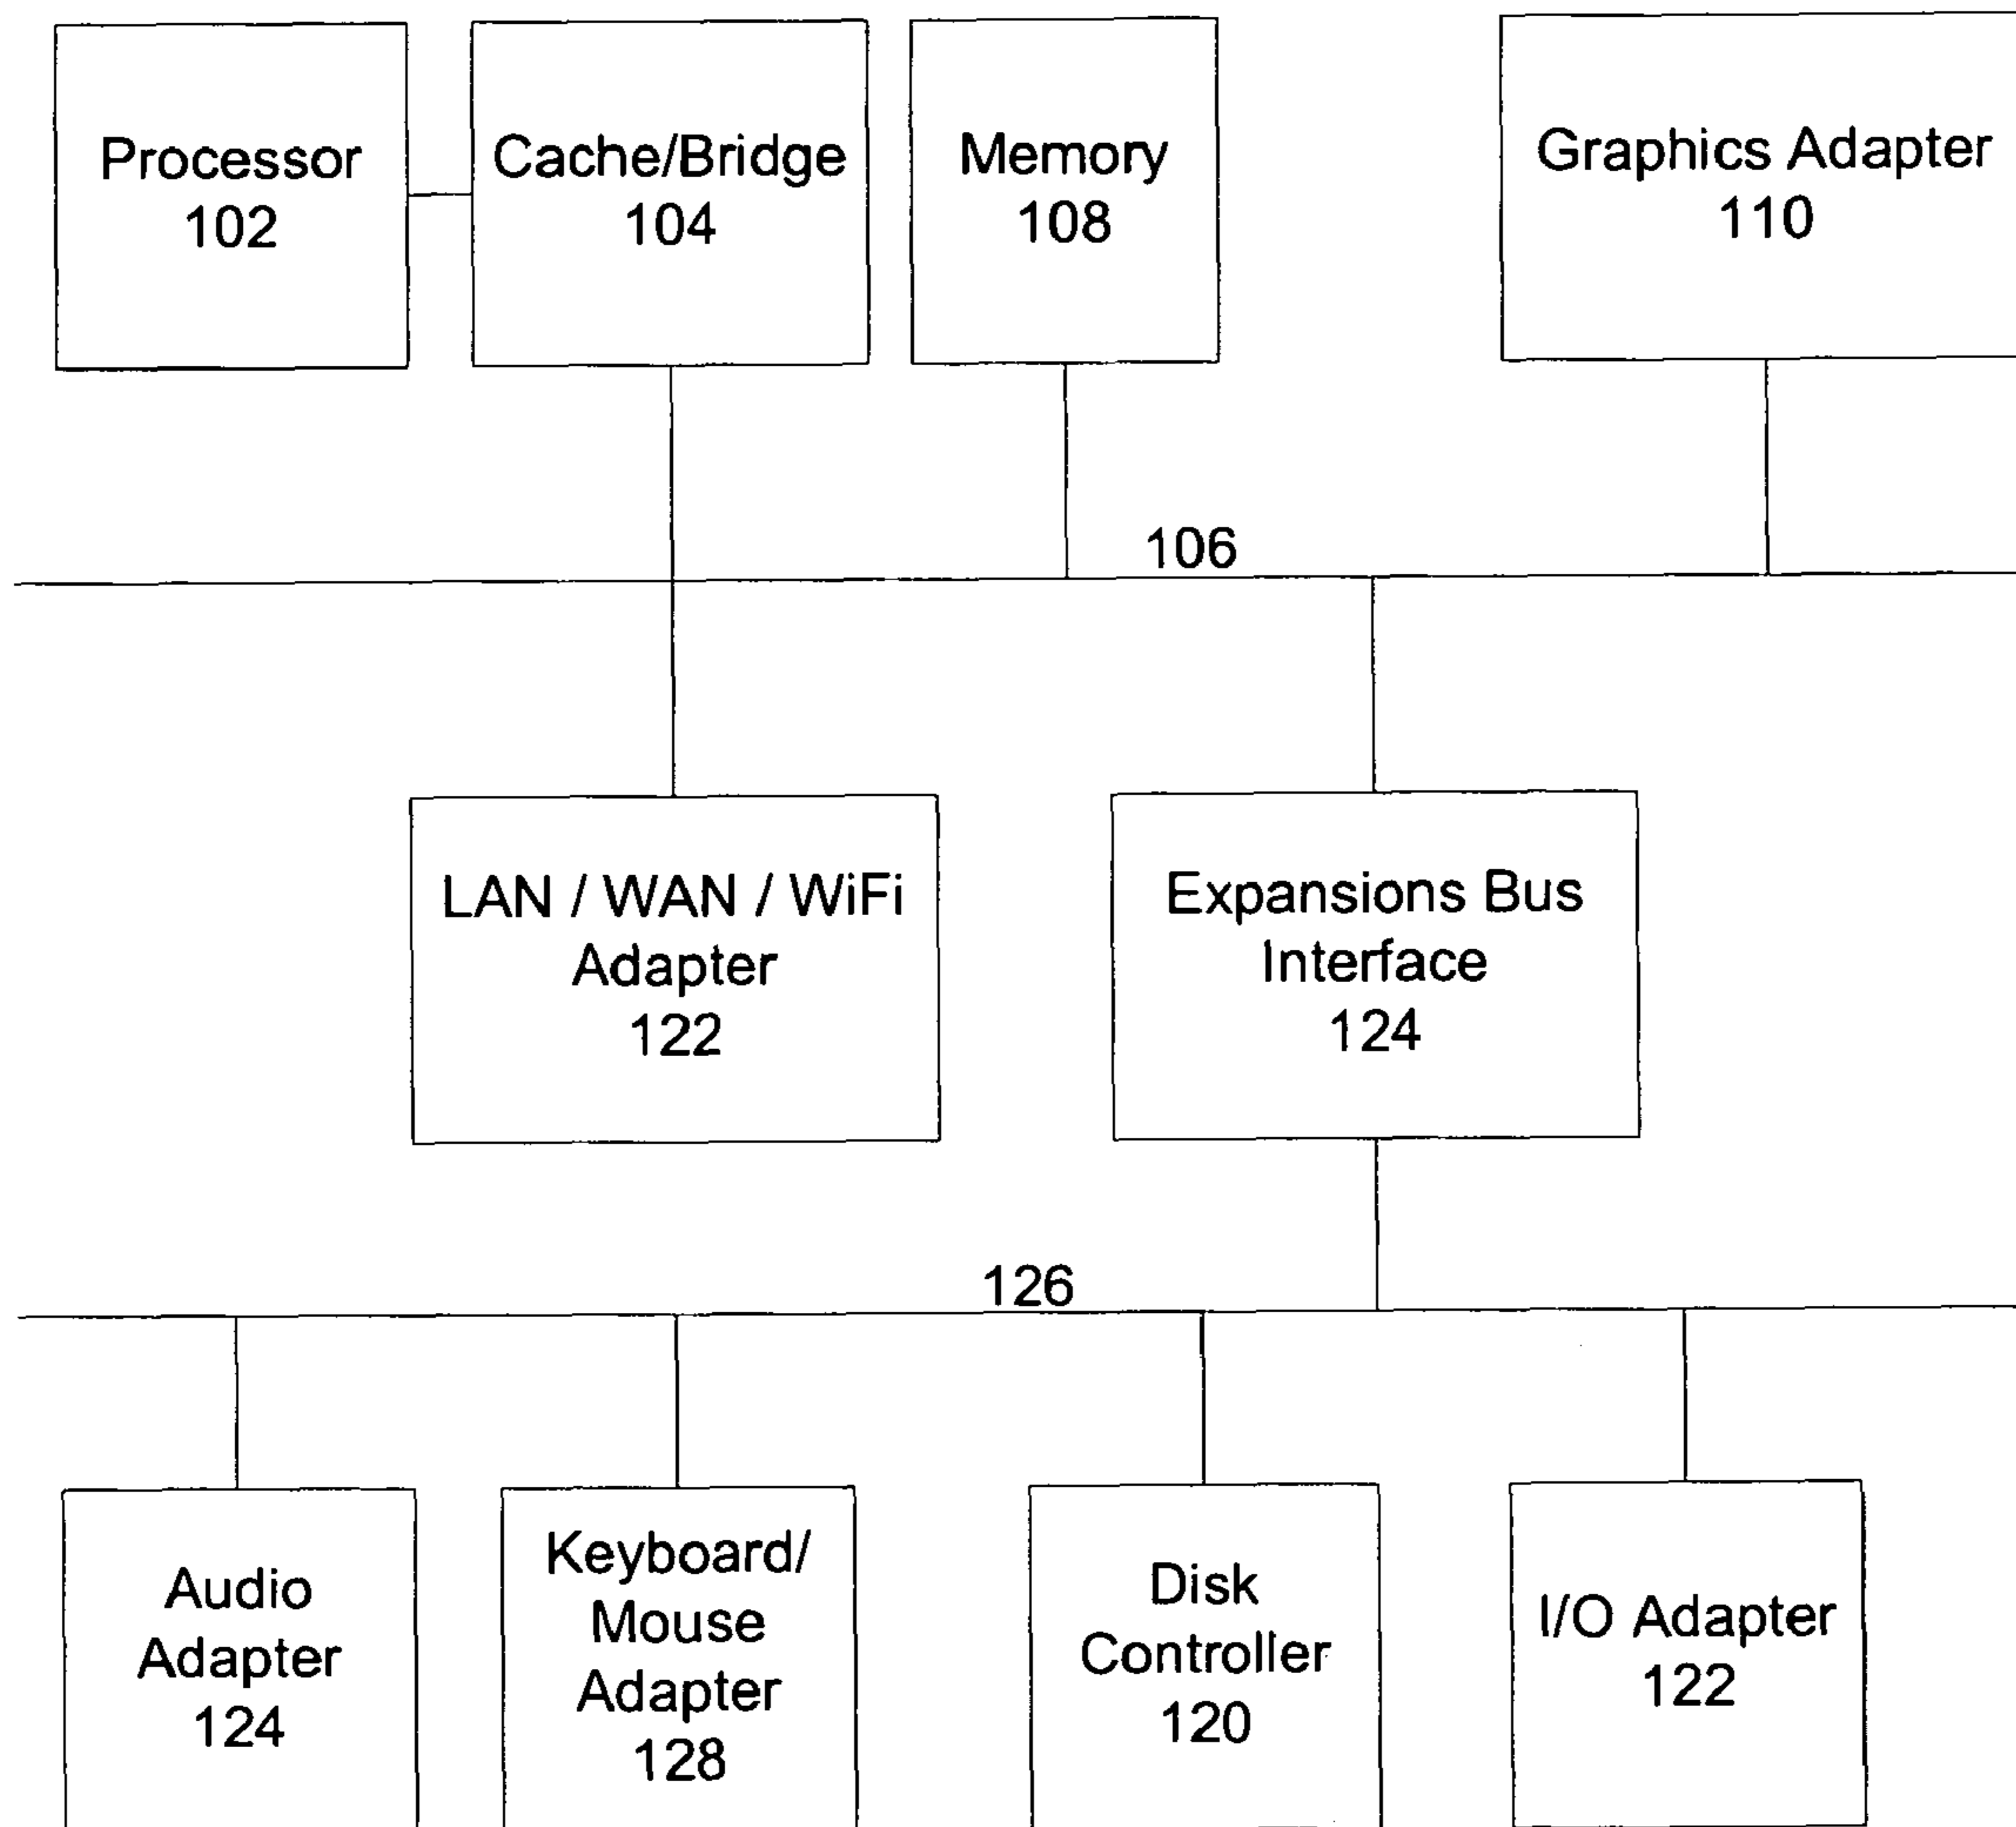 Processor
102
Cache/Bridge
104
Memory
108
Graphics Adapter
110
106
LAN / WAN / WiFi
Adapter
122
Expansions Bus
Interface
124
126
Audio
Adapter
124
Keyboard/
Mouse
Adapter
128
Disk
Controller
120
I/O Adapter
122